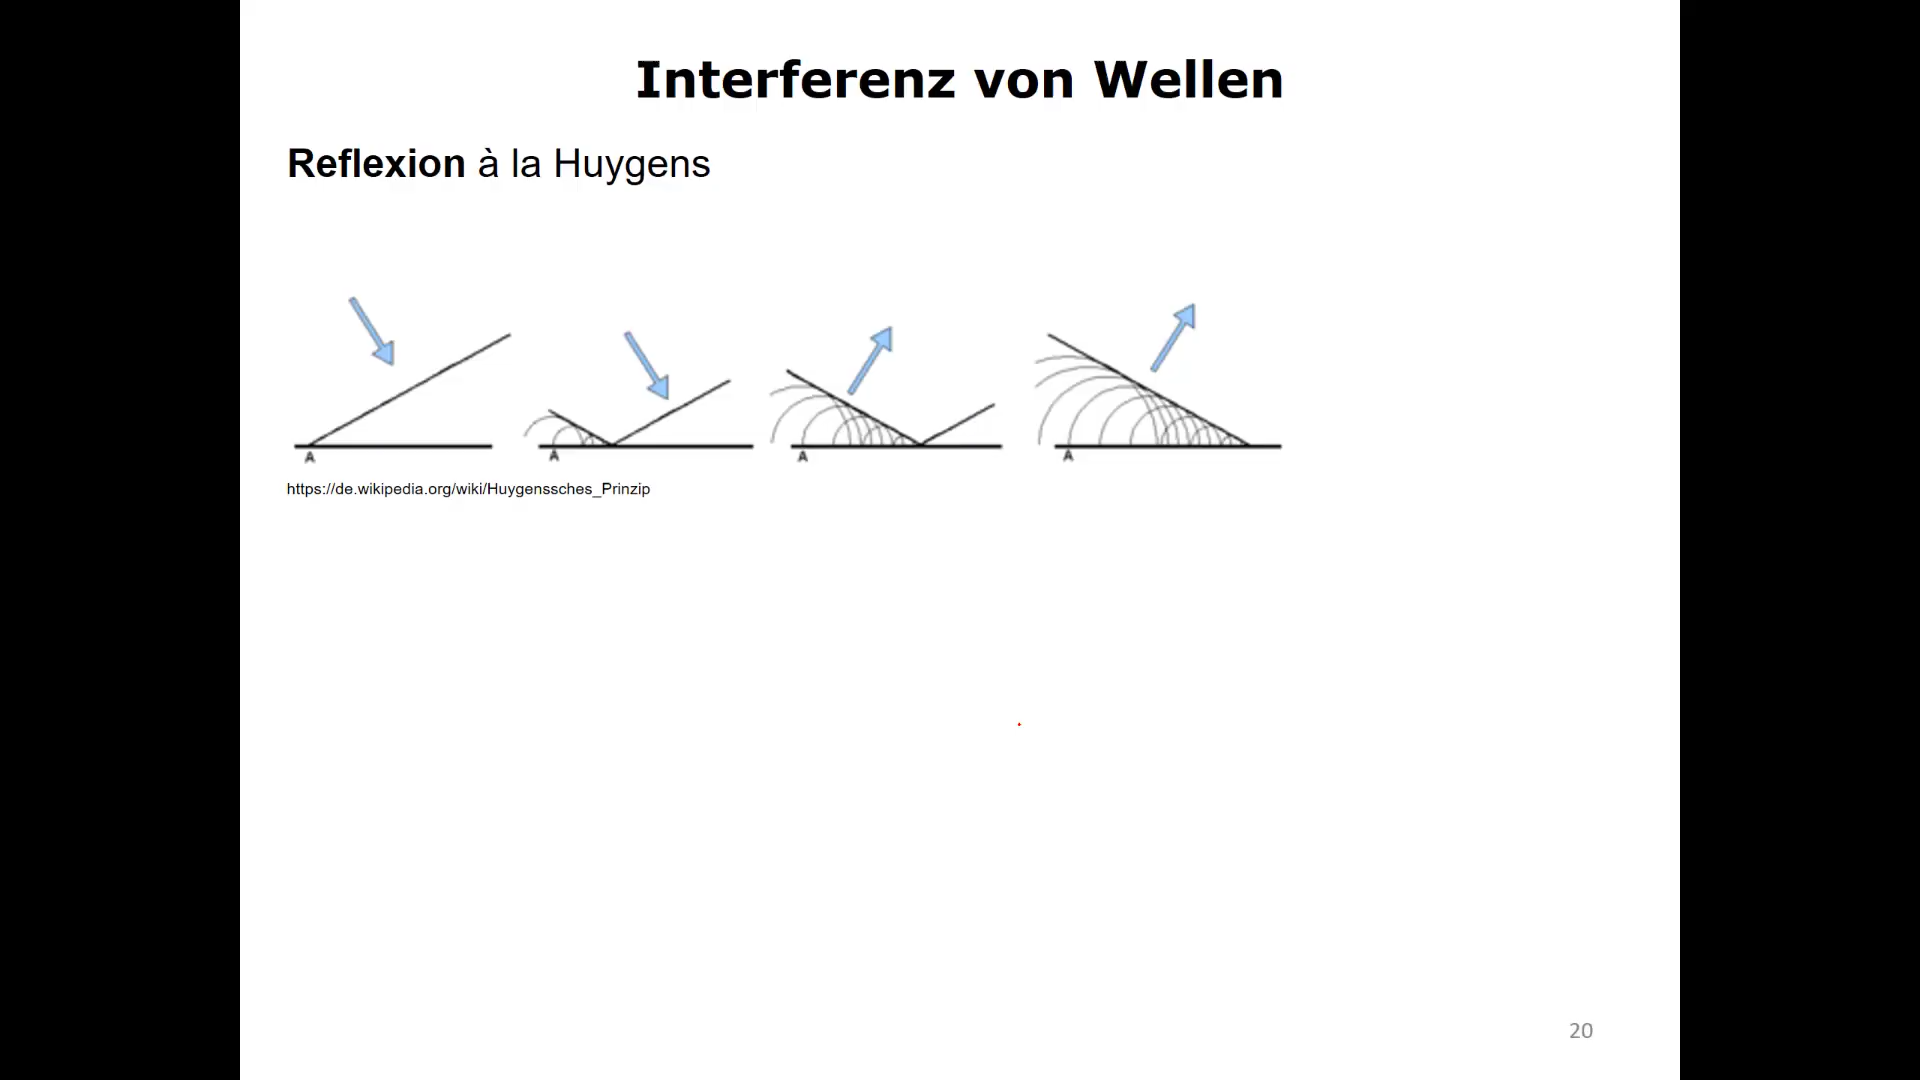 Interferenz von Wellen
Reflexion à la Huygens
A
A
A
A
https://de.wikipedia.org/wiki/Huygenssches_Prinzip
20